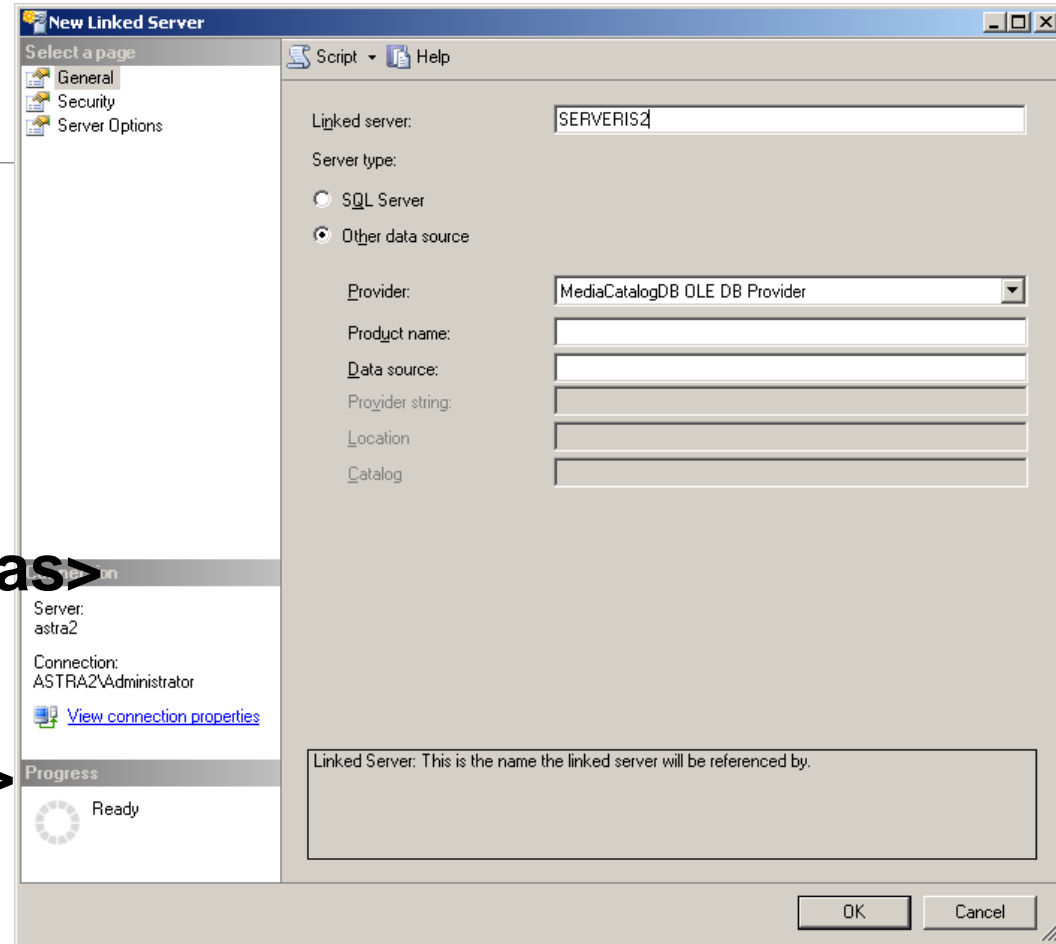 New Linked Server
Select a page
General
Security
Server Options
Script
Help
Linked server:
SERVERIS2
Server type:
SQL Server
Other data source
Provider:
MediaCatalogDB OLE DB Provider
Product name:
Data source:
Provider string:
Location
Catalog
as>
Connection
Server:
astra2
Connection:
ASTRA2\Administrator
View connection properties
>
Progress
Ready
Linked Server: This is the name the linked server will be referenced by.
OK
Cancel